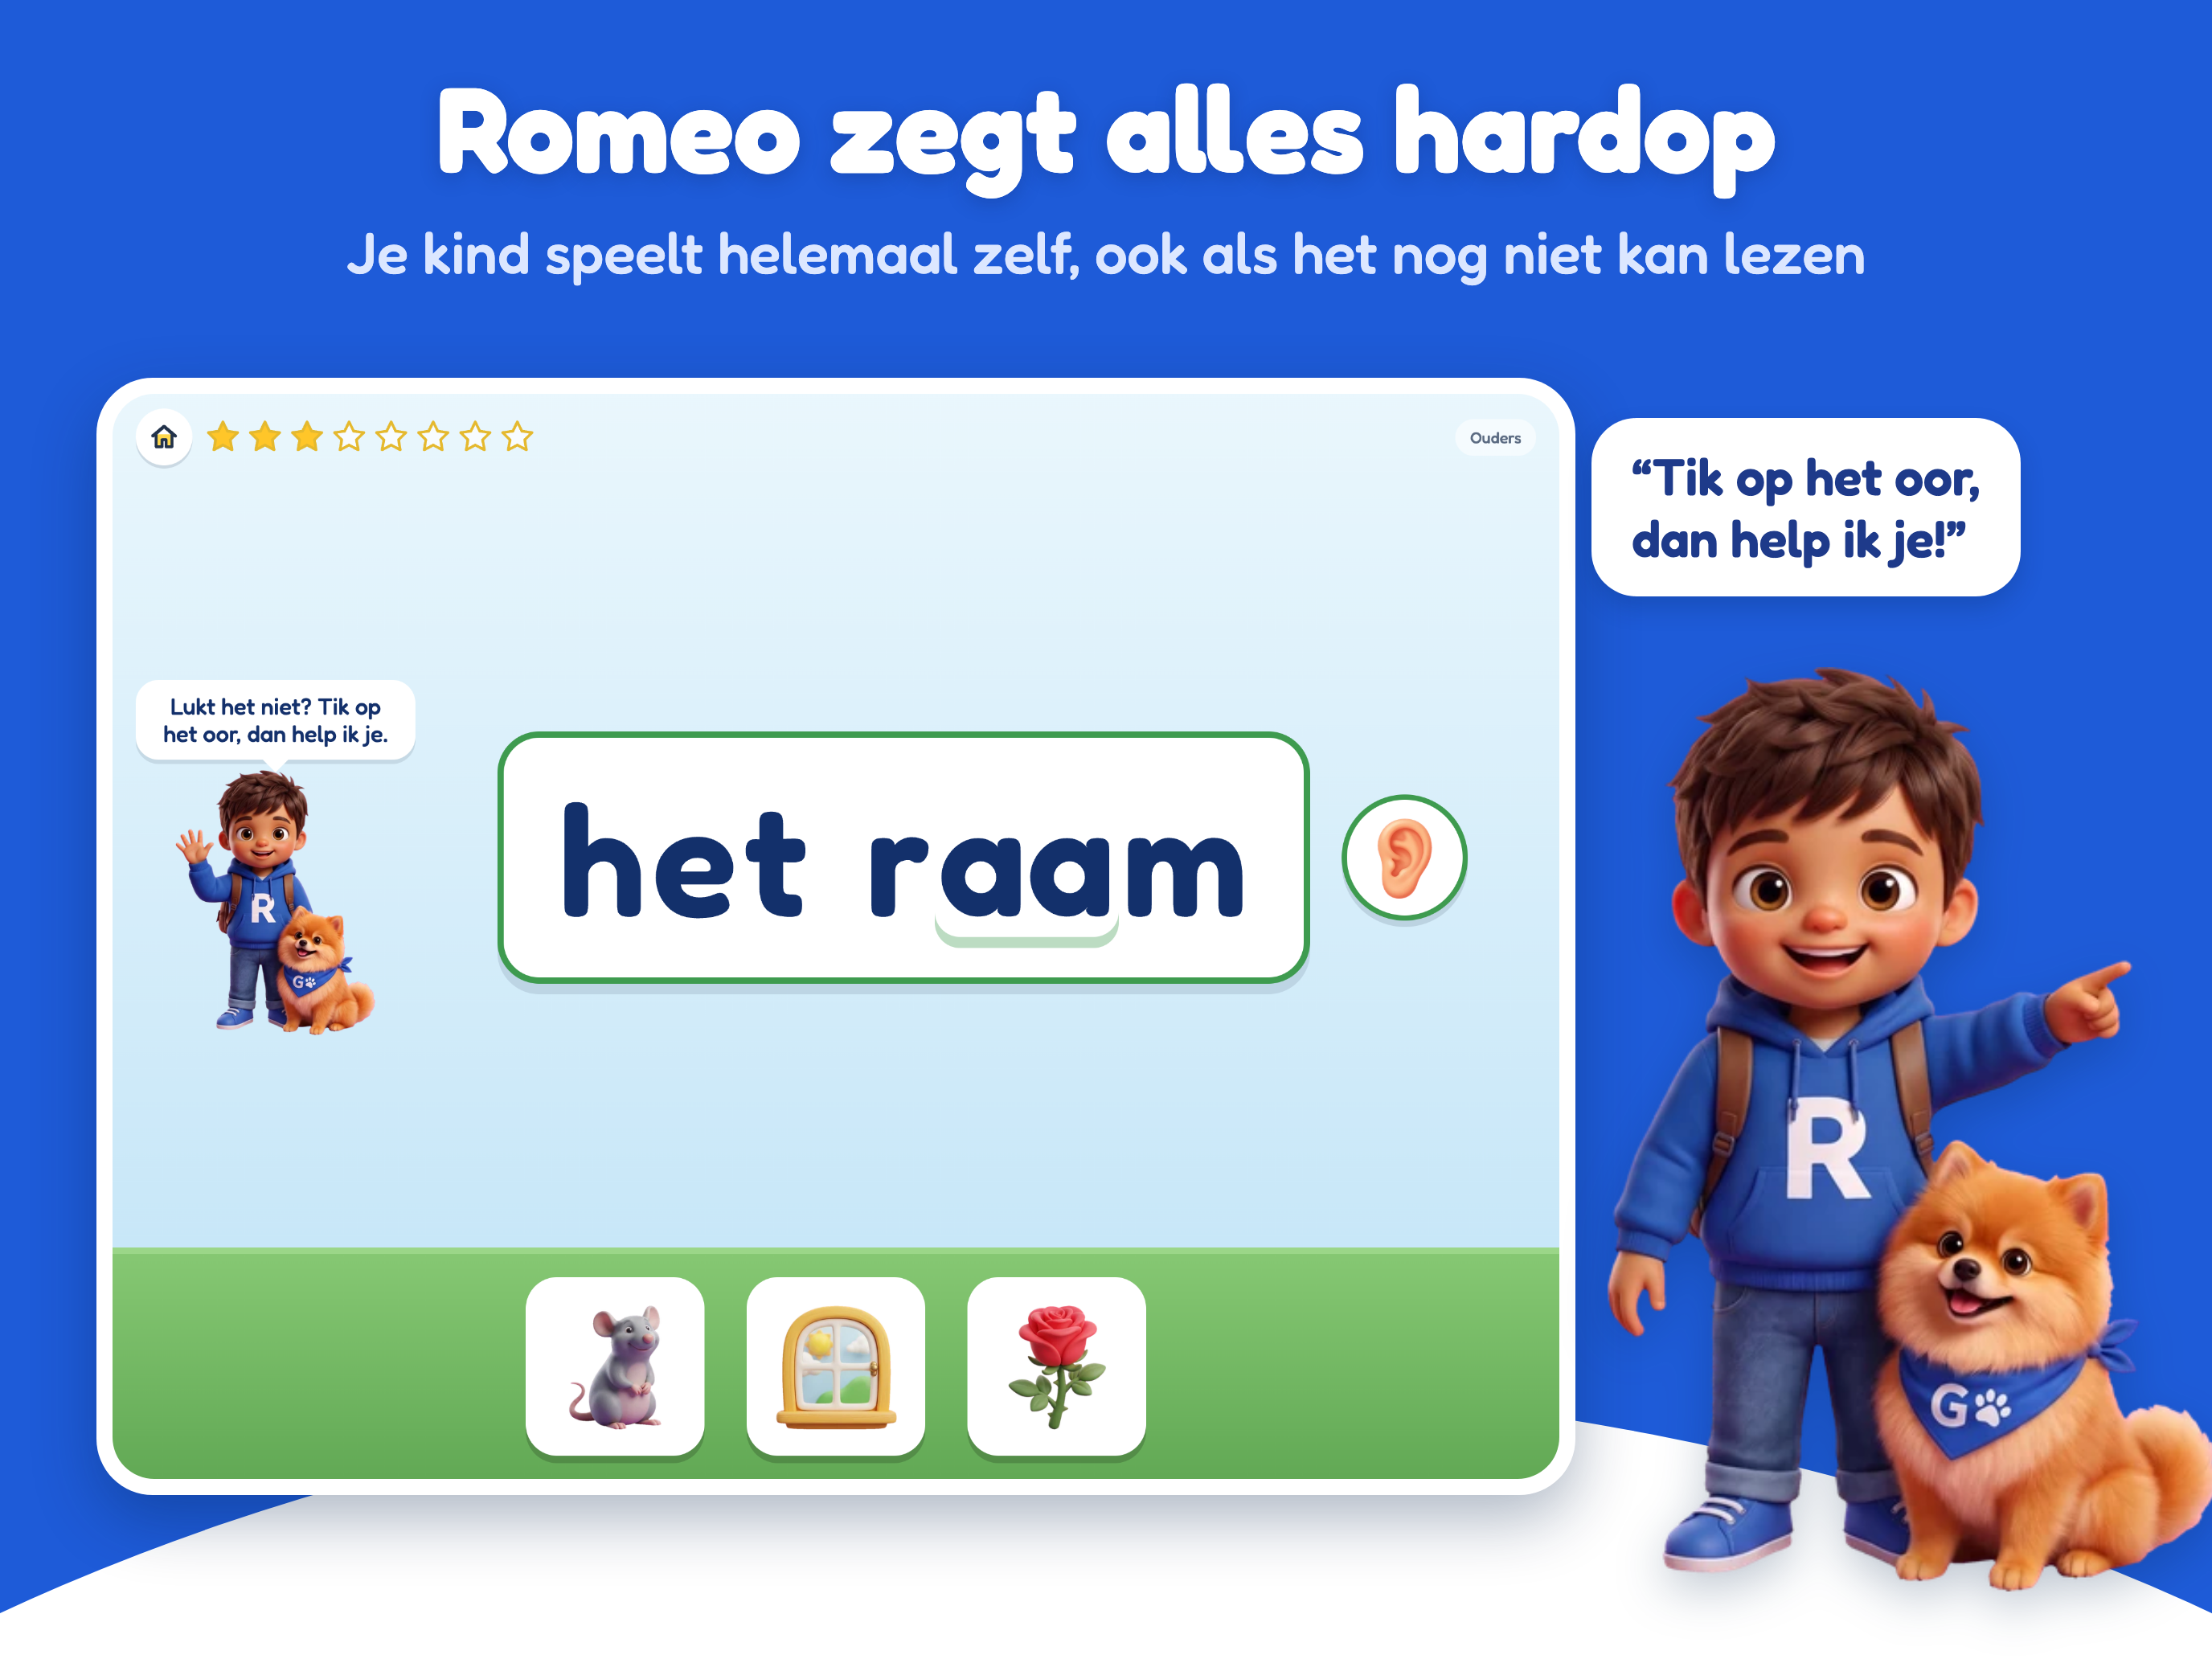 Romeo zegt alles hardop
Je kind speelt helemaal zelf, ook als het nog niet kan lezen
Ouders
“Tik op het oor,
dan help ik je!”
Lukt het niet? Tik op
het oor, dan help ik je.
het raam
R
G
R
G